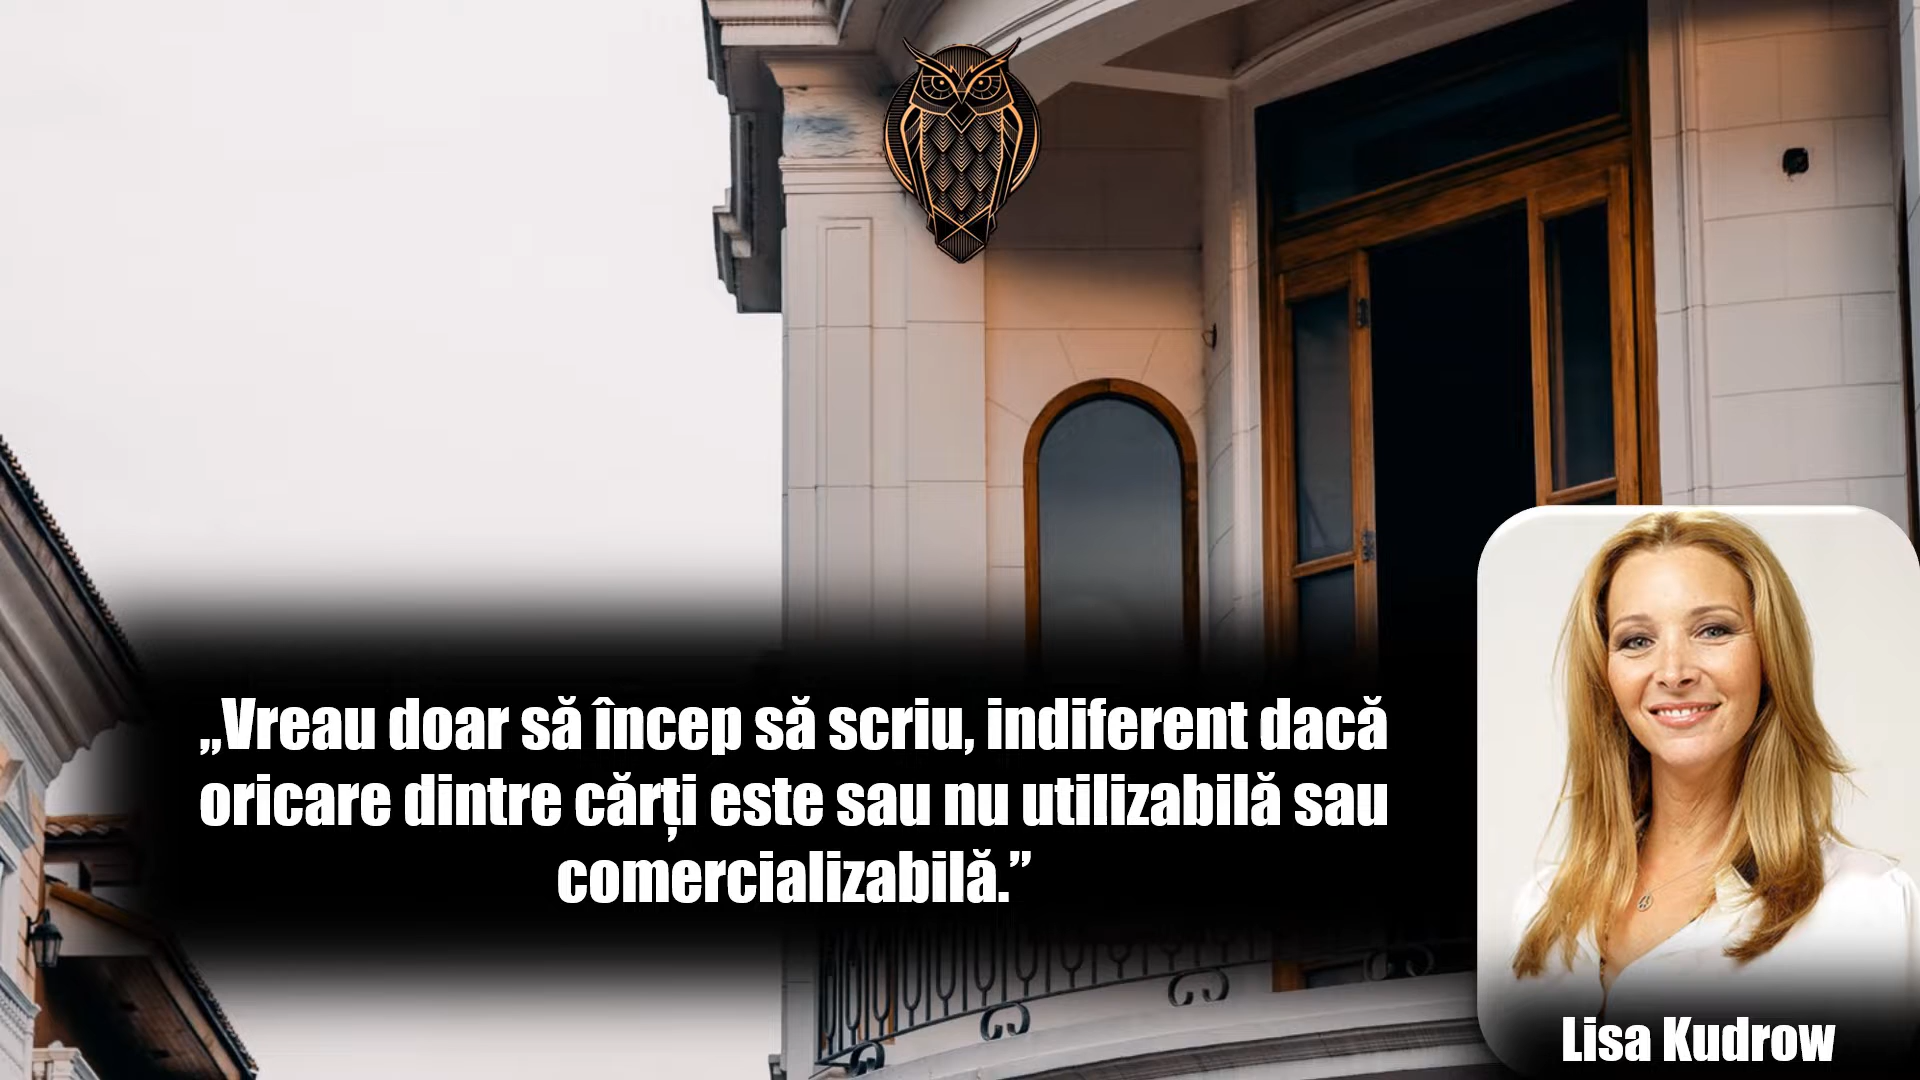 „Vreau doar să încep să scriu, indiferent dacă
oricare dintre cărți este sau nu utilizabilă sau
comercializabilă.”
Lisa Kudrow